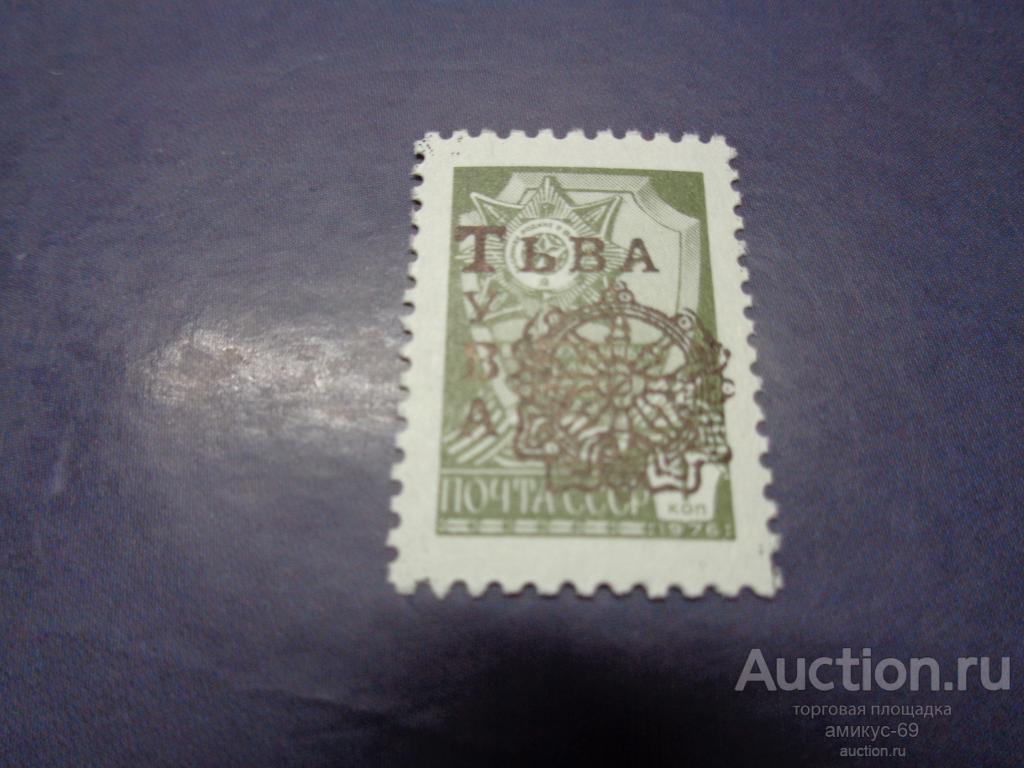 ТЬВА
У
В
А
ПОЧТА СССР
коп
1976
Auction.ru
торговая площадка
амикус-69
auction.ru